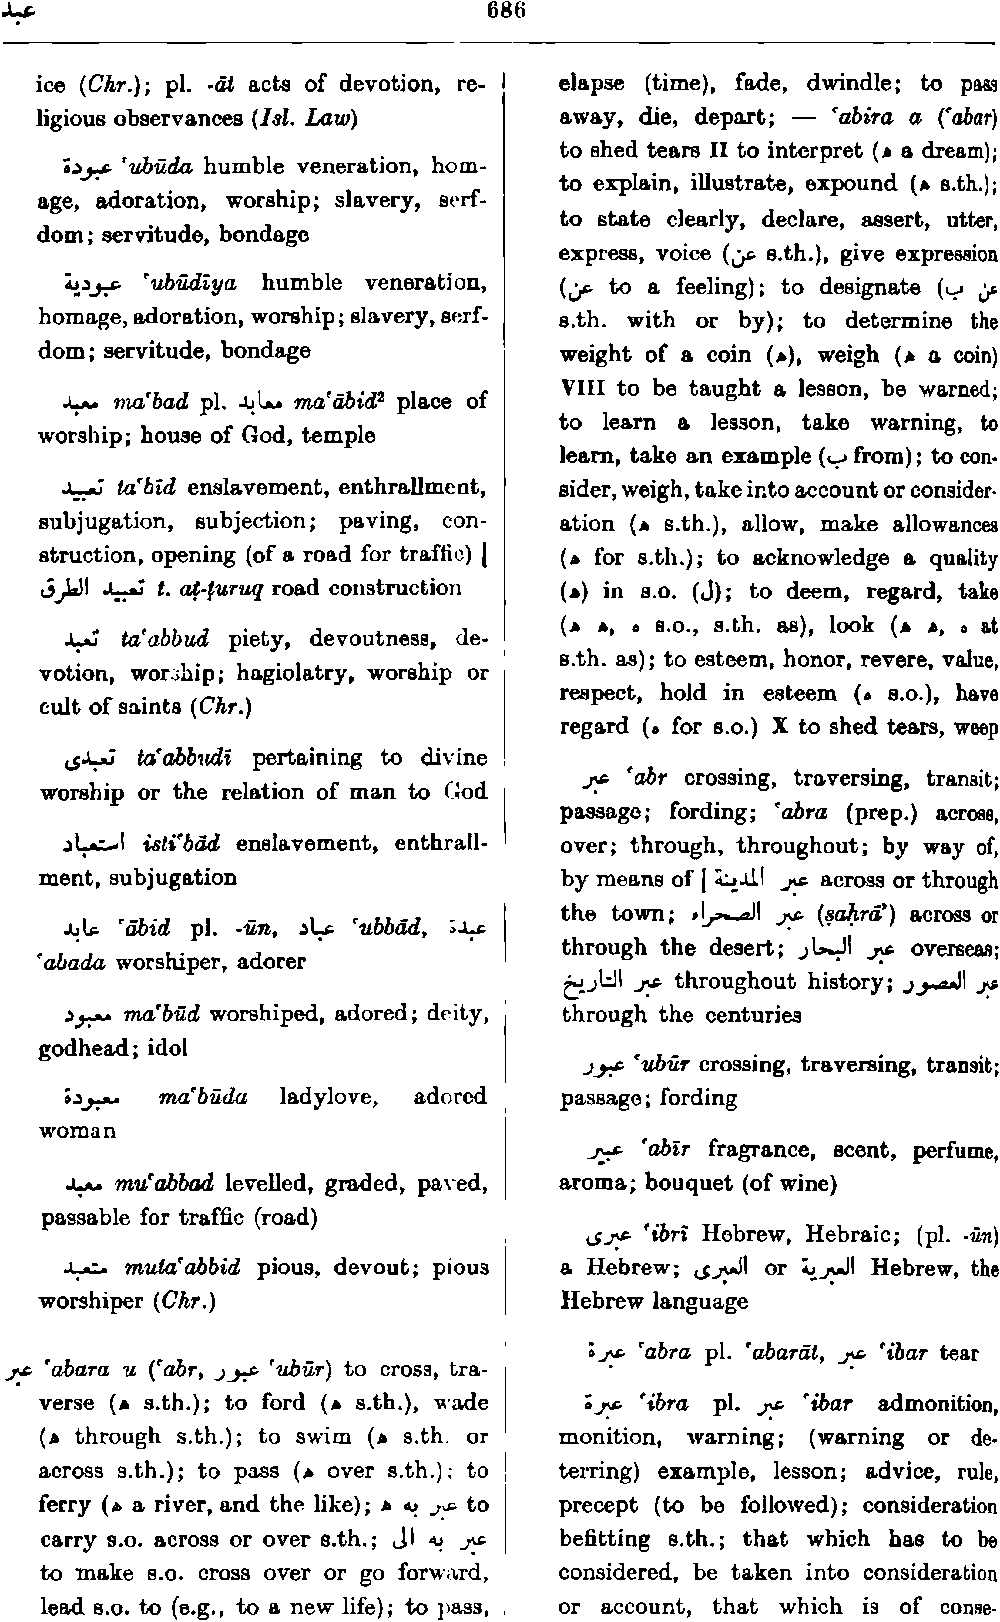 عبد
686
ice (Chr.); pl. -āt acts of devotion, re-
ligious observances (Isl. Law)
عبودة ʿubūda humble veneration, hom-
age, adoration, worship; slavery, serf-
dom; servitude, bondage
عبودية ʿubūdīya humble veneration,
homage, adoration, worship; slavery, serf-
dom; servitude, bondage
معبد maʿbad pl. معابد maʿābid² place of
worship; house of God, temple
تعبيد taʿbīd enslavement, enthrallment,
subjugation, subjection; paving, con-
struction, opening (of a road for traffic) |
تعبيد الطرق t. aṭ-ṭuruq road construction
تعبد taʿabbud piety, devoutness, de-
votion, worship; hagiolatry, worship or
cult of saints (Chr.)
تعبدى taʿabbudī pertaining to divine
worship or the relation of man to God
استعباد istiʿbād enslavement, enthrall-
ment, subjugation
عابد ʿābid pl. -ūn, عباد ʿubbād, عبدة
ʿabada worshiper, adorer
معبود maʿbūd worshiped, adored; deity,
godhead; idol
معبودة maʿbūda ladylove, adored
woman
معبد muʿabbad levelled, graded, paved,
passable for traffic (road)
متعبد mutaʿabbid pious, devout; pious
worshiper (Chr.)
عبر ʿabara u (ʿabr, عبور ʿubūr) to cross, tra-
verse (ه s.th.); to ford (ه s.th.), wade
(ه through s.th.); to swim (ه s.th. or
across s.th.); to pass (ه over s.th.); to
ferry (ه a river, and the like); عبر به ه to
carry s.o. across or over s.th.; عبر به الى
to make s.o. cross over or go forward,
lead s.o. to (e.g., to a new life); to pass,
elapse (time), fade, dwindle; to pass
away, die, depart; — ʿabira a (ʿabar)
to shed tears II to interpret (ه a dream);
to explain, illustrate, expound (ه s.th.);
to state clearly, declare, assert, utter,
express, voice (عن s.th.), give expression
(عن to a feeling); to designate (عن ب
s.th. with or by); to determine the
weight of a coin (ه), weigh (ه a coin)
VIII to be taught a lesson, be warned;
to learn a lesson, take warning, to
learn, take an example (ب from); to con-
sider, weigh, take into account or consider-
ation (ه s.th.), allow, make allowances
(ه for s.th.); to acknowledge a quality
(ه) in s.o. (ل); to deem, regard, take
(ه ه, ه s.o., s.th. as), look (ه ه, ه at
s.th. as); to esteem, honor, revere, value,
respect, hold in esteem (ه s.o.), have
regard (ه for s.o.) X to shed tears, weep
عبر ʿabr crossing, traversing, transit;
passage; fording; ʿabra (prep.) across,
over; through, throughout; by way of,
by means of | عبر المدينة across or through
the town; عبر الصحراء (ṣaḥrāʾ) across or
through the desert; عبر البحار overseas;
عبر التاريخ throughout history; عبر العصور
through the centuries
عبور ʿubūr crossing, traversing, transit;
passage; fording
عبير ʿabīr fragrance, scent, perfume,
aroma; bouquet (of wine)
عبرى ʿibrī Hebrew, Hebraic; (pl. -ūn)
a Hebrew; العبرى or العبرية Hebrew, the
Hebrew language
عبرة ʿabra pl. ʿabarāt, عبر ʿibar tear
عبرة ʿibra pl. عبر ʿibar admonition,
monition, warning; (warning or de-
terring) example, lesson; advice, rule,
precept (to be followed); consideration
befitting s.th.; that which has to be
considered, be taken into consideration
or account, that which is of conse-